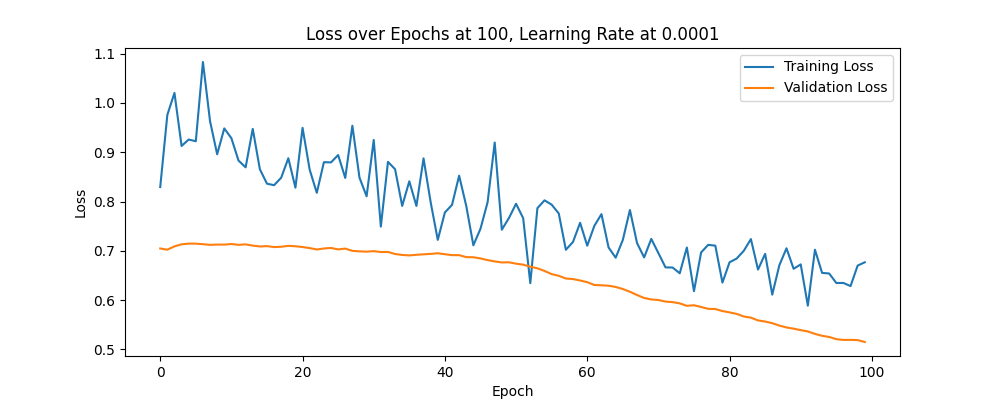 Loss over Epochs at 100, Learning Rate at 0.0001
1.1
1.0
0.9
0.8
0.7
0.6
0.5
Loss
Training Loss
Validation Loss
0 20 40 60 80 100
Epoch